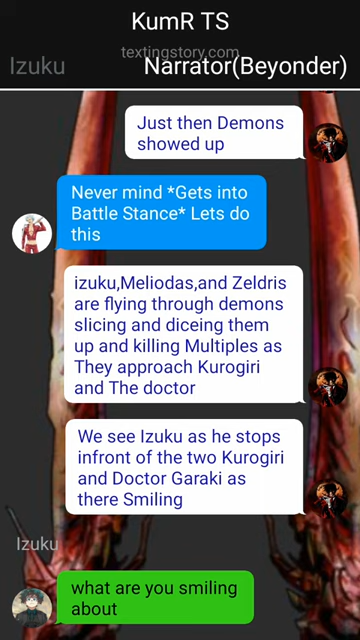 KumR TS
textingstory.com
Izuku
Narrator(Beyonder)
Just then Demons
showed up
Never mind *Gets into
Battle Stance* Lets do
this
izuku,Meliodas,and Zeldris
are flying through demons
slicing and diceing them
up and killing Multiples as
They approach Kurogiri
and The doctor
We see Izuku as he stops
infront of the two Kurogiri
and Doctor Garaki as
there Smiling
Izuku
what are you smiling
about